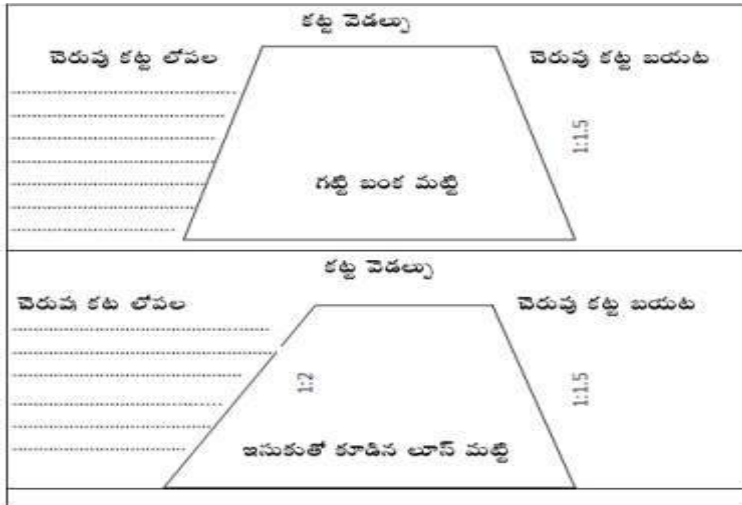 కట్ట వెడల్పు
చెరువు కట్ట లోపల
చెరువు కట్ట బయట
1:1.5
గట్టి బంక మట్టి
కట్ట వెడల్పు
చెరువు కట లోపల
చెరువు కట్ట బయట
1:2
1:1.5
ఇసుకుతో కూడిన లూస్ మట్టి